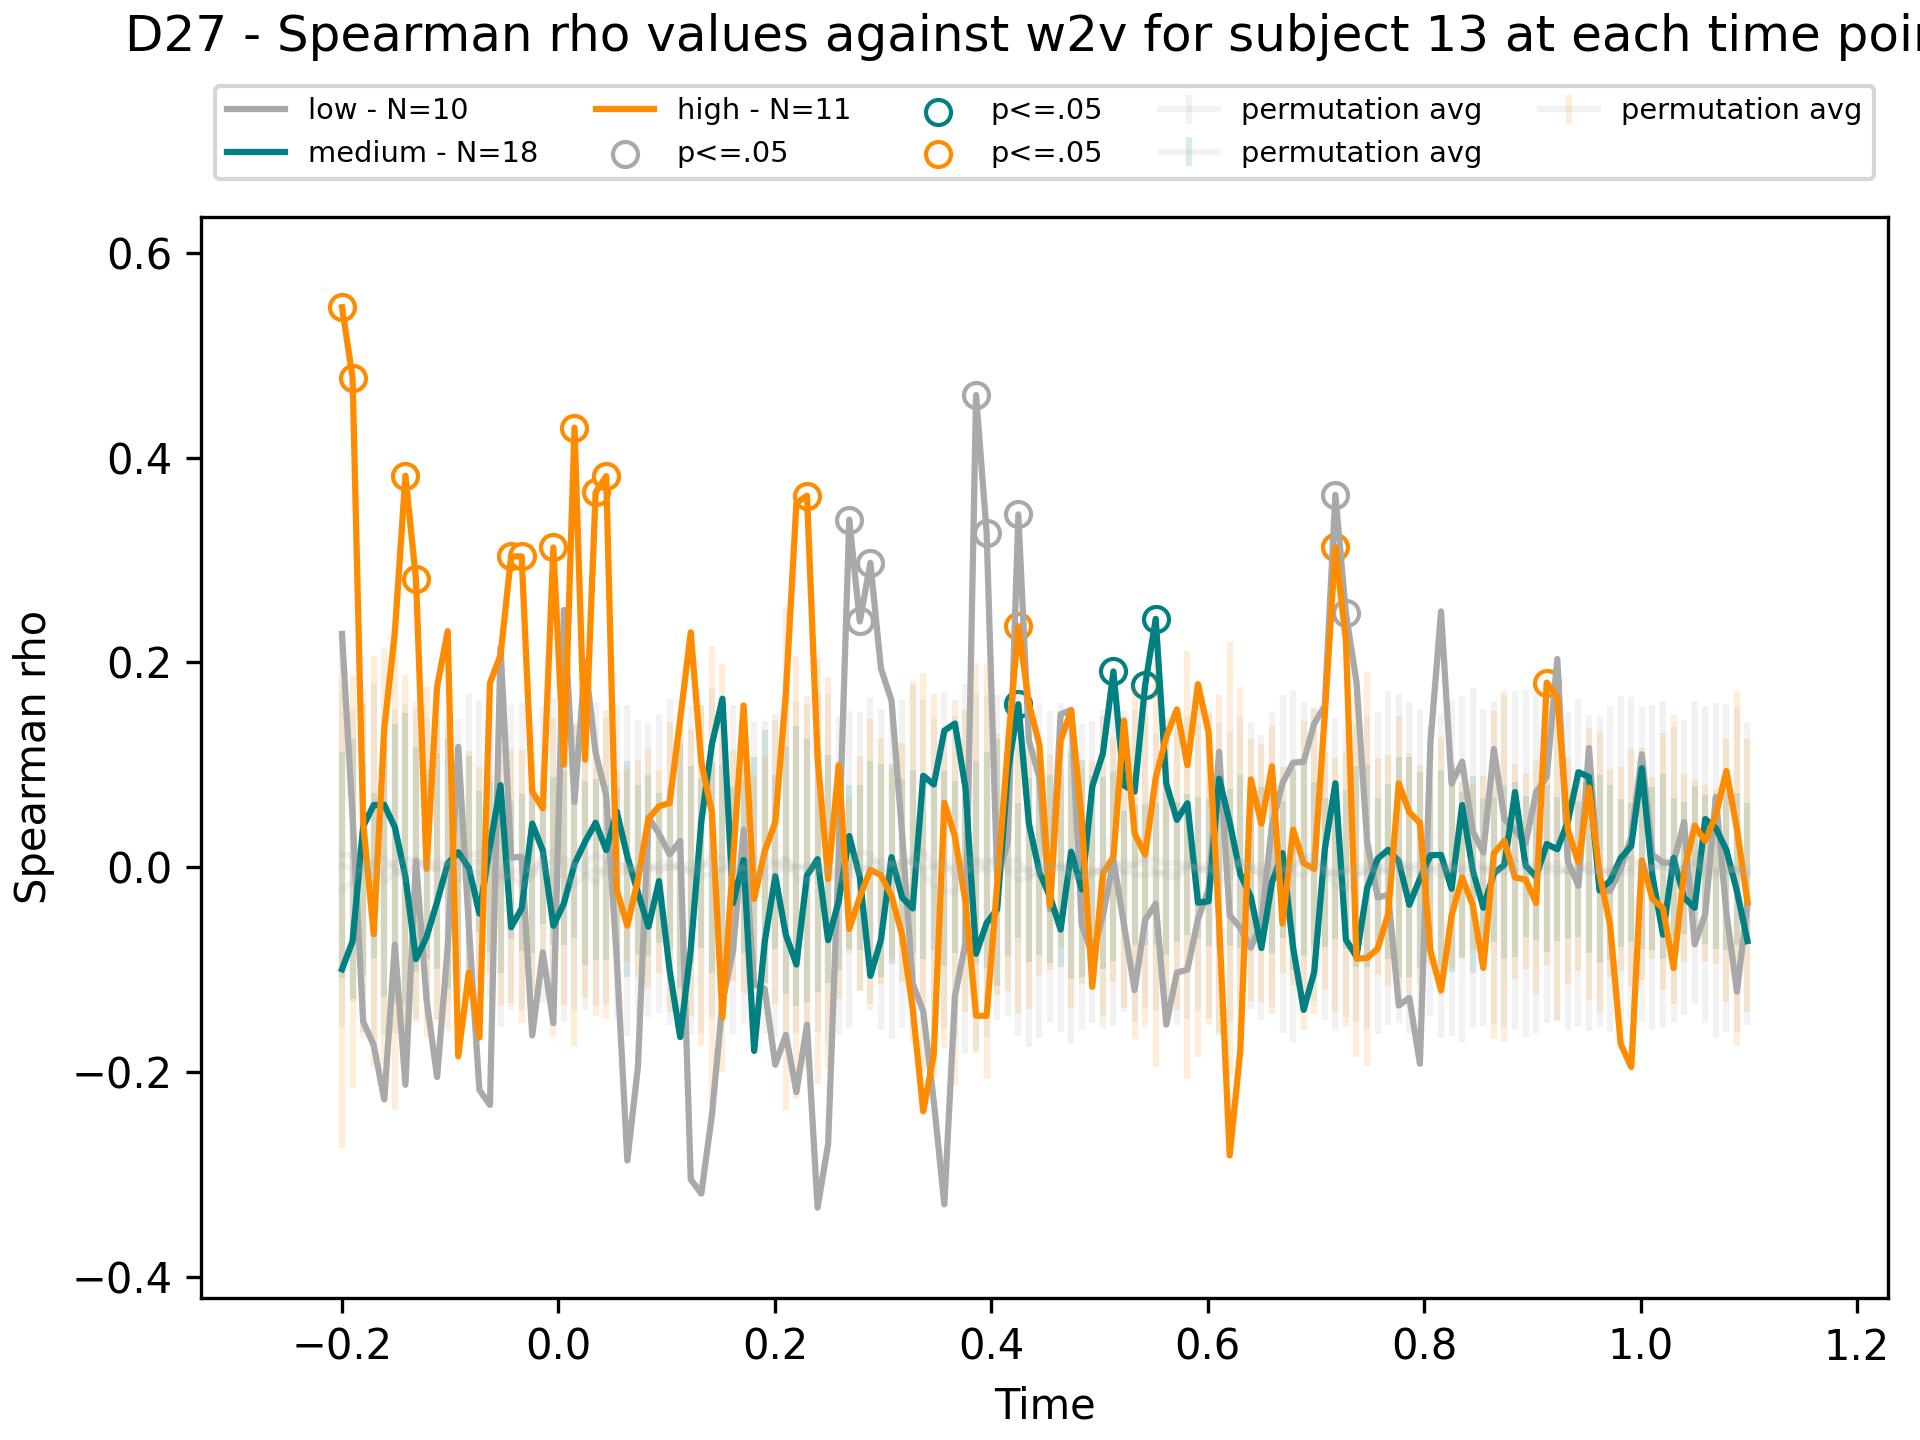 D27 - Spearman rho values against w2v for subject 13 at each time poi
low - N=10
medium - N=18
high - N=11
p<=.05
p<=.05
p<=.05
permutation avg
permutation avg
permutation avg
Spearman rho
0.6
0.4
0.2
0.0
−0.2
−0.4
−0.2 0.0 0.2 0.4 0.6 0.8 1.0 1.2
Time